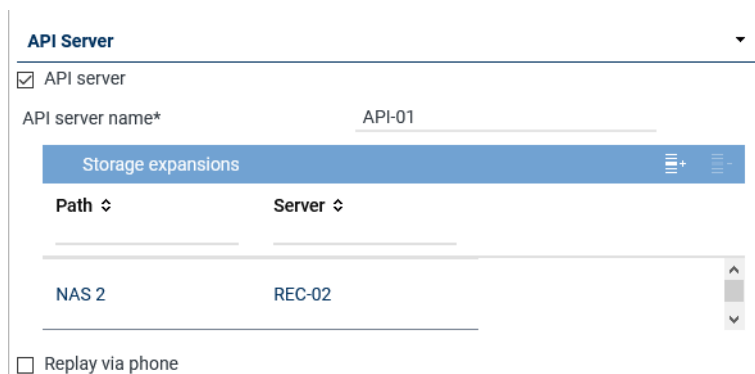 API Server
API server
API server name* API-01
Storage expansions
Path Server
NAS 2 REC-02
Replay via phone